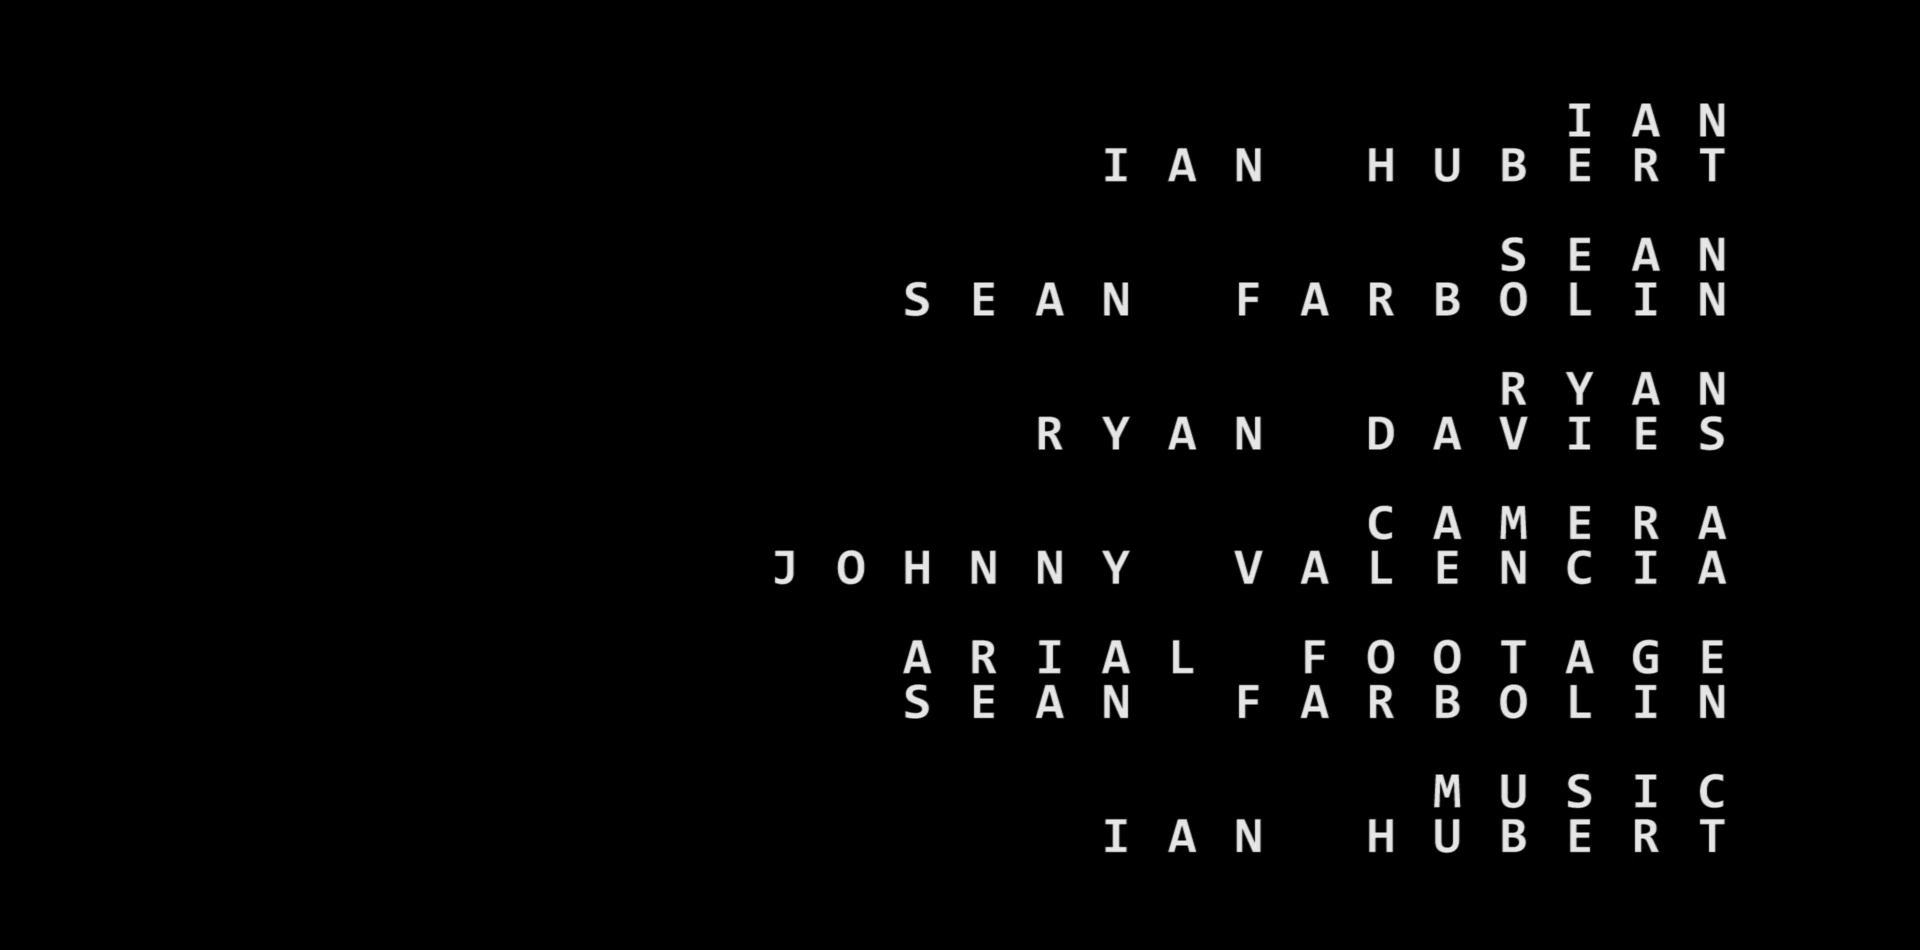 IAN
IAN HUBERT
SEAN
SEAN FARBOLIN
RYAN
RYAN DAVIES
CAMERA
JOHNNY VALENCIA
ARIAL FOOTAGE
SEAN FARBOLIN
MUSIC
IAN HUBERT